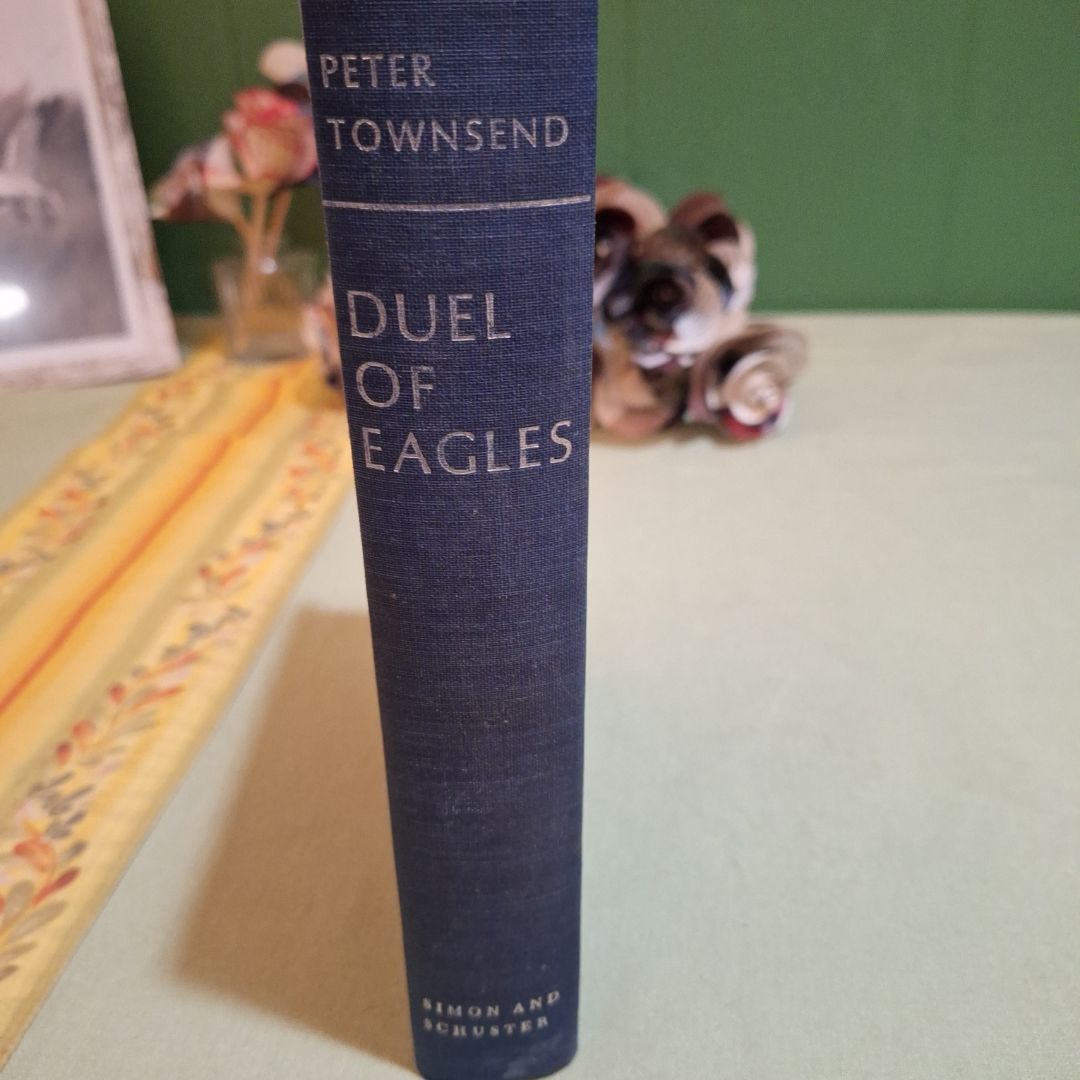 PETER
TOWNSEND
DUEL
OF
EAGLES
SIMON AND
SCHUSTER